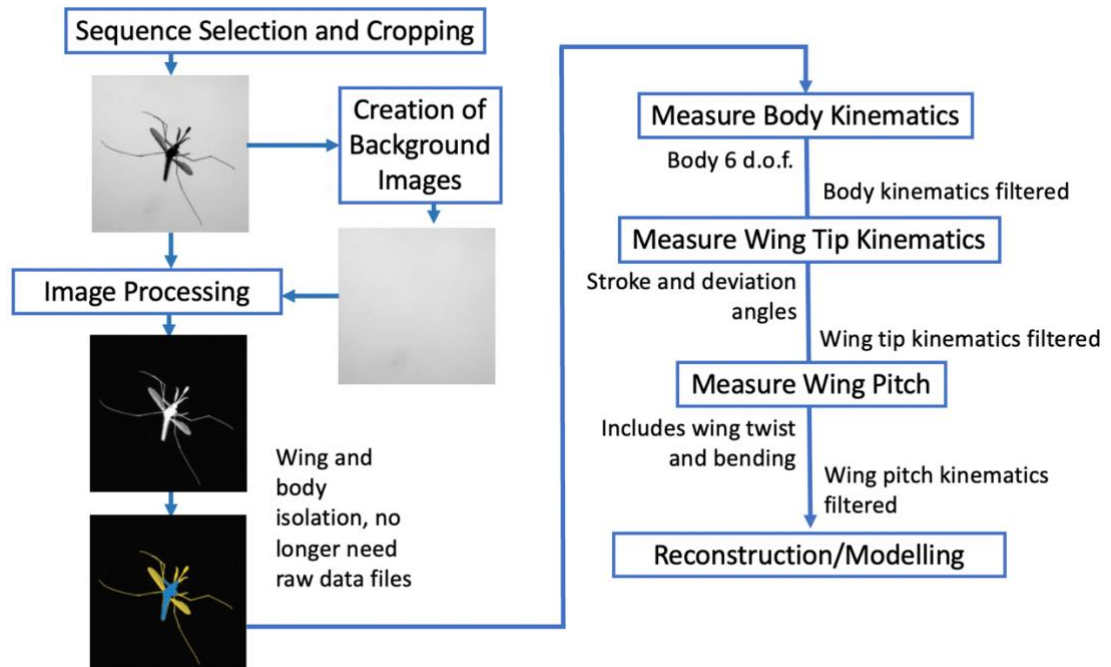 Sequence Selection and Cropping
Creation of
Background
Images
Image Processing
Wing and
body
isolation, no
longer need
raw data files
Measure Body Kinematics
Body 6 d.o.f.
Body kinematics filtered
Measure Wing Tip Kinematics
Stroke and deviation
angles
Wing tip kinematics filtered
Measure Wing Pitch
Includes wing twist
and bending
Wing pitch kinematics
filtered
Reconstruction/Modelling